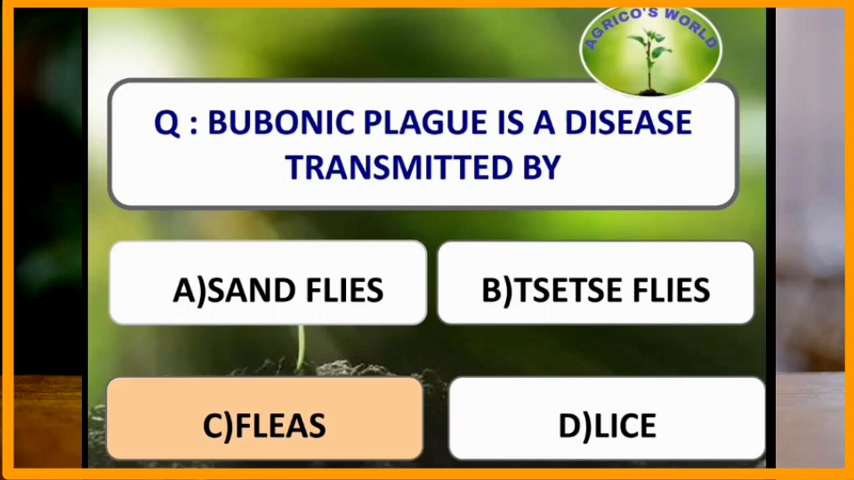 AGRICO'S WORLD
Q : BUBONIC PLAGUE IS A DISEASE
TRANSMITTED BY
A)SAND FLIES
B)TSETSE FLIES
C)FLEAS
D)LICE